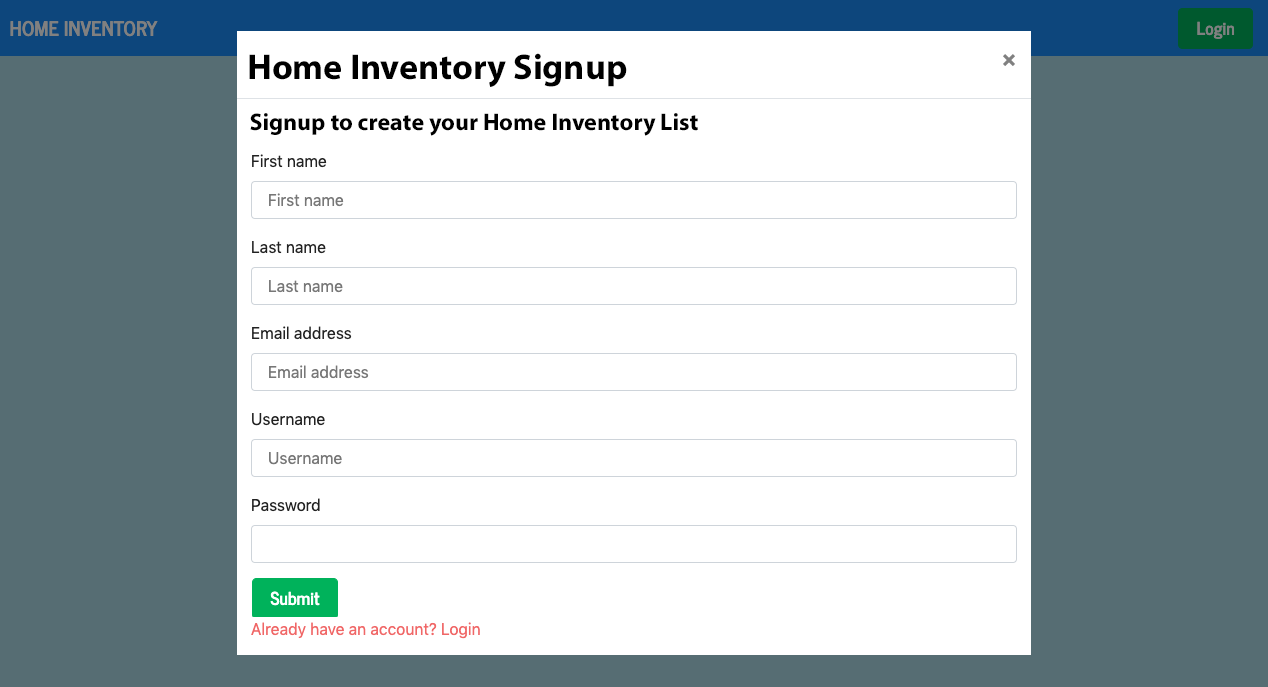 HOME INVENTORY
Login
Home Inventory Signup
×
Signup to create your Home Inventory List
First name
First name
Last name
Last name
Email address
Email address
Username
Username
Password
Submit
Already have an account? Login